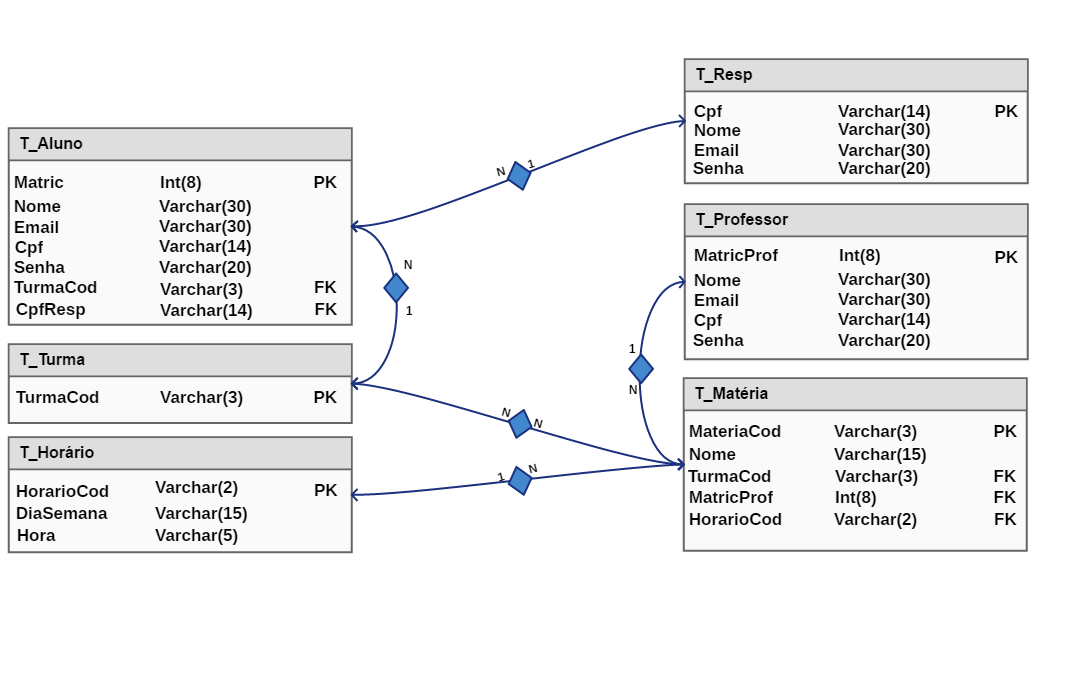 T_Aluno
Matric Int(8) PK
Nome Varchar(30)
Email Varchar(30)
Cpf Varchar(14)
Senha Varchar(20)
TurmaCod Varchar(3) FK
CpfResp Varchar(14) FK
T_Turma
TurmaCod Varchar(3) PK
T_Horário
HorarioCod Varchar(2) PK
DiaSemana Varchar(15)
Hora Varchar(5)
N 1
N
1
N N
1 N
1
N
T_Resp
Cpf Varchar(14) PK
Nome Varchar(30)
Email Varchar(30)
Senha Varchar(20)
T_Professor
MatricProf Int(8) PK
Nome Varchar(30)
Email Varchar(30)
Cpf Varchar(14)
Senha Varchar(20)
T_Matéria
MateriaCod Varchar(3) PK
Nome Varchar(15)
TurmaCod Varchar(3) FK
MatricProf Int(8) FK
HorarioCod Varchar(2) FK